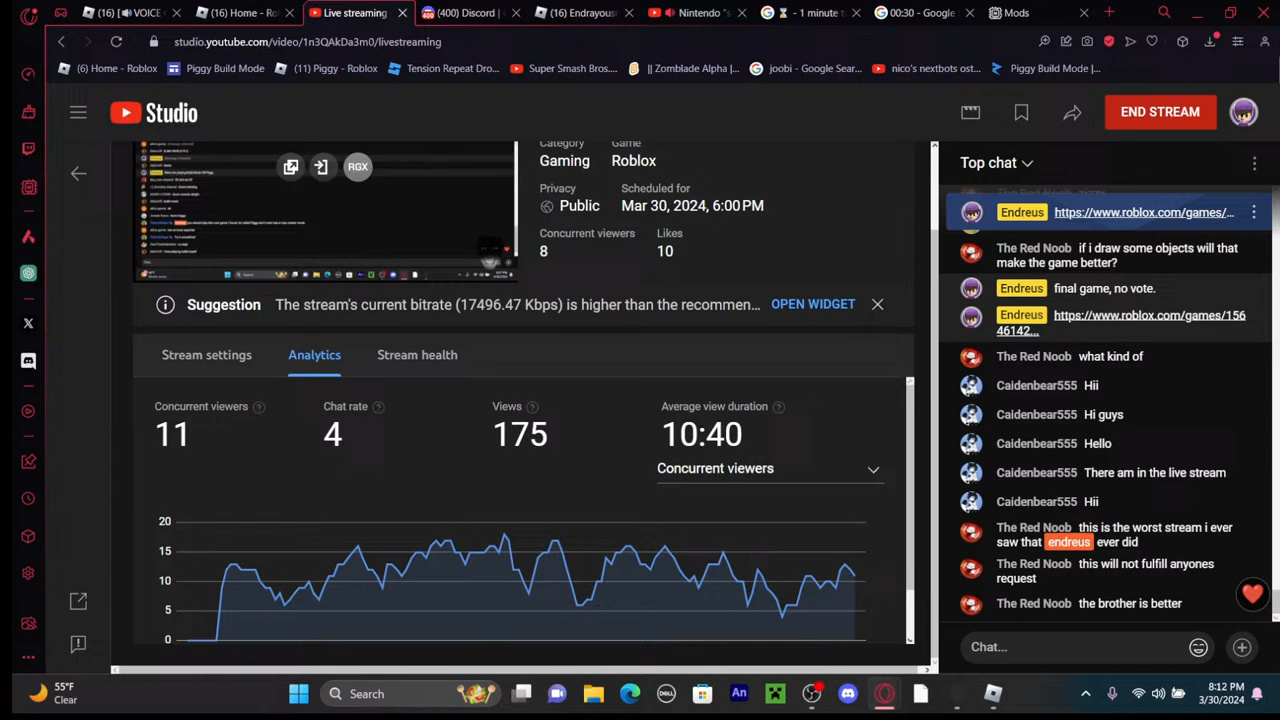 (16) [🔊VOICE C
(16) Home - Ro
Live streaming
(400) Discord |
(16) Endrayous
Nintendo "s
⌛ - 1 minute t
00:30 - Google
Mods
studio.youtube.com/video/1n3QAkDa3m0/livestreaming
(6) Home - Roblox
Piggy Build Mode
(11) Piggy - Roblox
Tension Repeat Dro...
Super Smash Bros....
|| Zomblade Alpha |...
joobi - Google Sear...
nico's nextbots ost...
Piggy Build Mode |...
Studio
END STREAM
RGX
Category
Game
Gaming
Roblox
Privacy
Scheduled for
Public
Mar 30, 2024, 6:00 PM
Concurrent viewers
Likes
8
10
Suggestion
The stream's current bitrate (17496.47 Kbps) is higher than the recommen...
OPEN WIDGET
Stream settings
Analytics
Stream health
Concurrent viewers
Chat rate
Views
Average view duration
11
4
175
10:40
Concurrent viewers
20
15
10
5
0
Top chat
Endreus https://www.roblox.com/games/...
The Red Noob if i draw some objects will that
make the game better?
Endreus final game, no vote.
Endreus https://www.roblox.com/games/156
46142...
The Red Noob what kind of
Caidenbear555 Hii
Caidenbear555 Hi guys
Caidenbear555 Hello
Caidenbear555 There am in the live stream
Caidenbear555 Hii
The Red Noob this is the worst stream i ever
saw that endreus ever did
The Red Noob this will not fulfill anyones
request
The Red Noob the brother is better
Chat...
55°F
Clear
Search
DELL
An
8:12 PM
3/30/2024